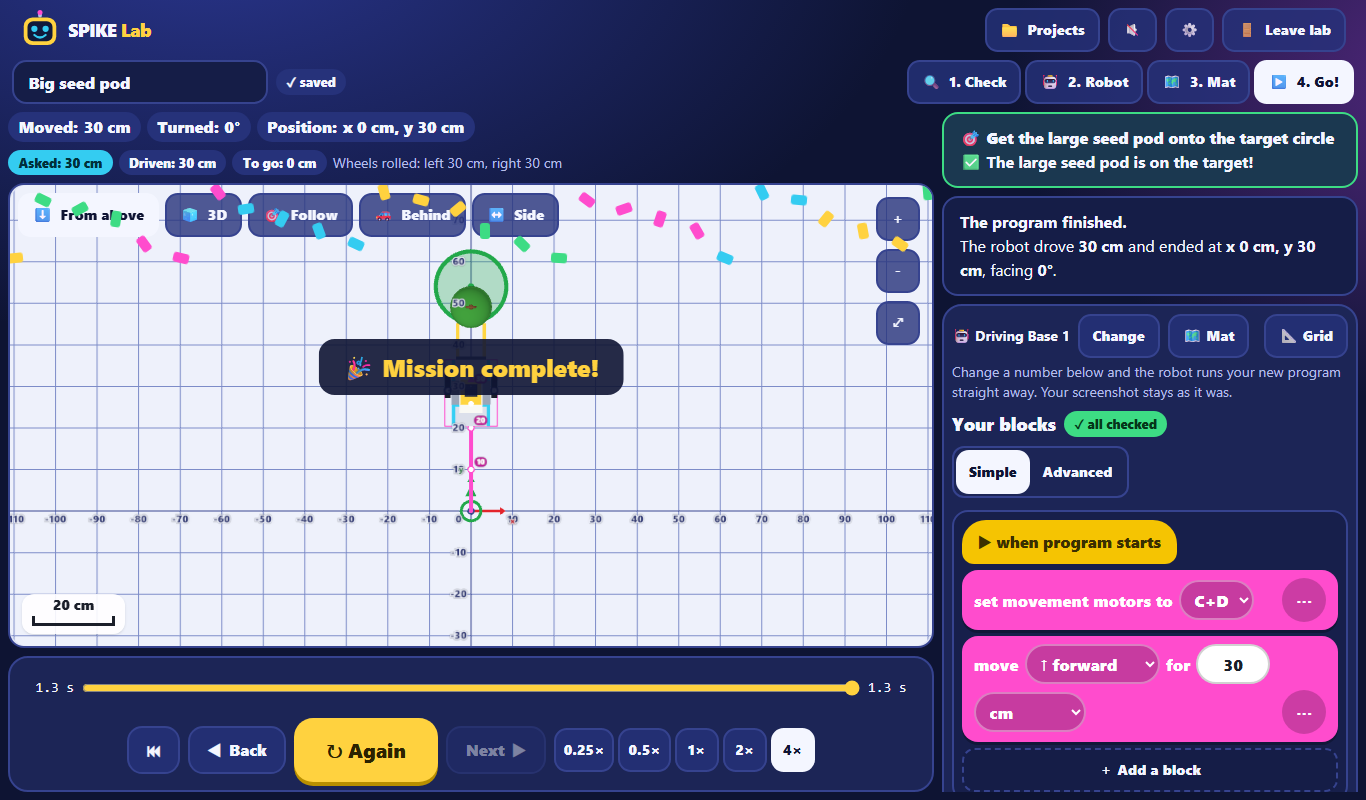 SPIKE Lab
Projects
Leave lab
Big seed pod
✓ saved
1. Check
2. Robot
3. Mat
4. Go!
Moved: 30 cm
Turned: 0°
Position: x 0 cm, y 30 cm
Asked: 30 cm
Driven: 30 cm
To go: 0 cm
Wheels rolled: left 30 cm, right 30 cm
Get the large seed pod onto the target circle
The large seed pod is on the target!
From above
3D
Follow
Behind
Side
+
-
The program finished.
The robot drove 30 cm and ended at x 0 cm, y 30
cm, facing 0°.
60
50
Mission complete!
20
20
10
10
-100 -90 -80 -70 -60 -50 -40 -30 -20 -10 0 10 20 30 40 50 60 70 80 90 100
-10
-20
-30
20 cm
Driving Base 1
Change
Mat
Grid
Change a number below and the robot runs your new program
straight away. Your screenshot stays as it was.
Your blocks
✓ all checked
Simple
Advanced
when program starts
set movement motors to
C+D
---
move
↑ forward
for
30
cm
---
+ Add a block
1.3 s
1.3 s
Back
↻ Again
Next
0.25×
0.5×
1×
2×
4×